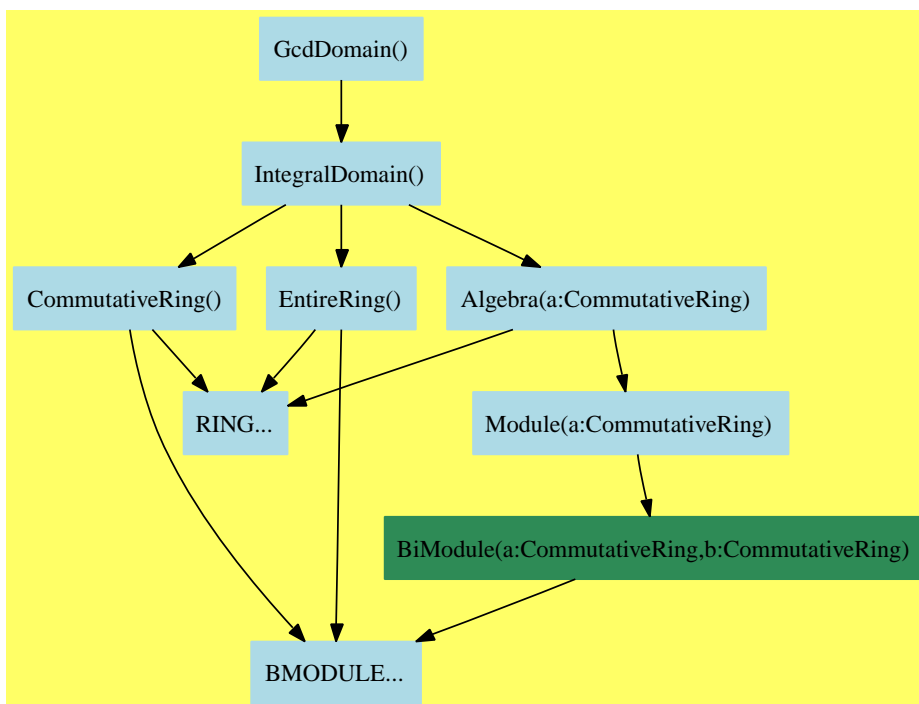 GcdDomain()
IntegralDomain()
CommutativeRing()
EntireRing()
Algebra(a:CommutativeRing)
RING...
Module(a:CommutativeRing)
BiModule(a:CommutativeRing,b:CommutativeRing)
BMODULE...